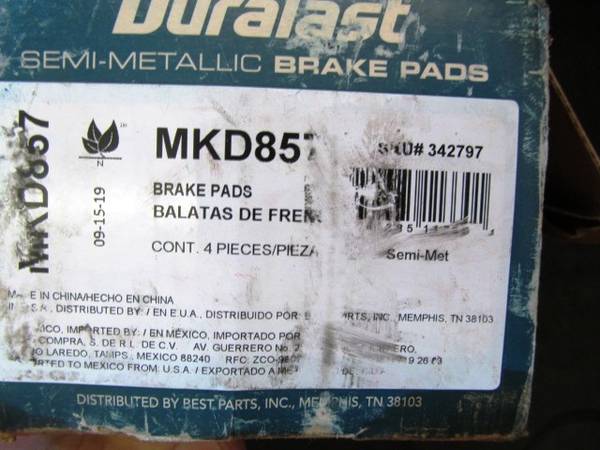 Duralast
SEMI-METALLIC BRAKE PADS
MKD857
MKD857
SKU# 342797
N
09-15-19
BRAKE PADS
BALATAS DE
CONT. 4 PIECES/PIEZA
Semi-Met
IN CHINA/HECHO EN CHINA
DISTRIBUTED BY: / EN E.U.A., DISTRIBUIDO POR: INC., MEMPHIS, TN 38103
IMPORTED BY: / EN MÉXICO, IMPORTADO POR
COMPRA, S. DE R.L. DE C.V. AV. GUERRERO No.
LAREDO, TAMPS., MEXICO 88240 RFC: 
TO MEXICO FROM: U.S.A. / EXPORTADO A
DISTRIBUTED BY BEST PARTS, INC., MEMPHIS, TN 38103